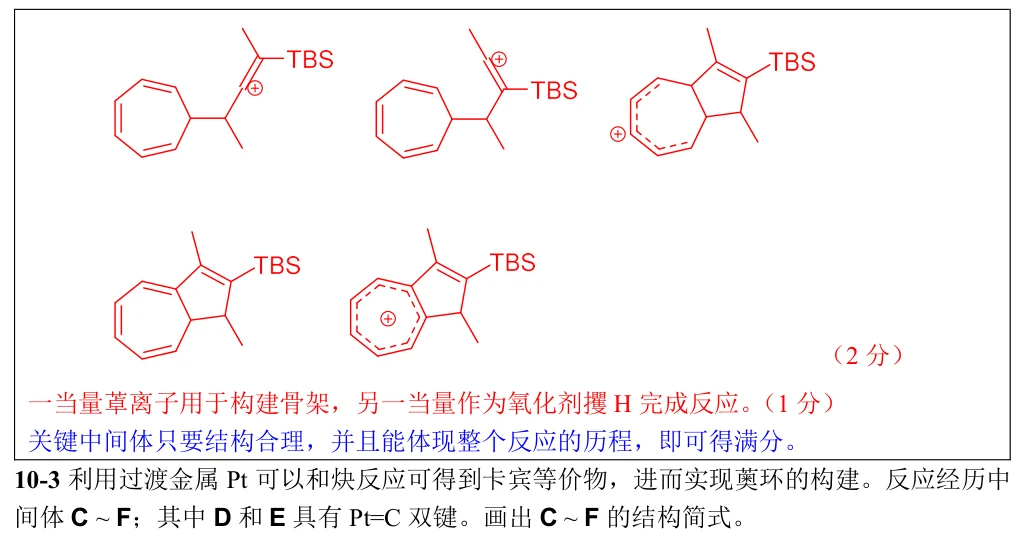 TBS
TBS
TBS
TBS
TBS
（2 分）
一当量䓬离子用于构建骨架，另一当量作为氧化剂攫 H 完成反应。（1 分）
关键中间体只要结构合理，并且能体现整个反应的历程，即可得满分。
10-3 利用过渡金属 Pt 可以和炔反应可得到卡宾等价物，进而实现薁环的构建。反应经历中
间体 C ~ F；其中 D 和 E 具有 Pt=C 双键。画出 C ~ F 的结构简式。